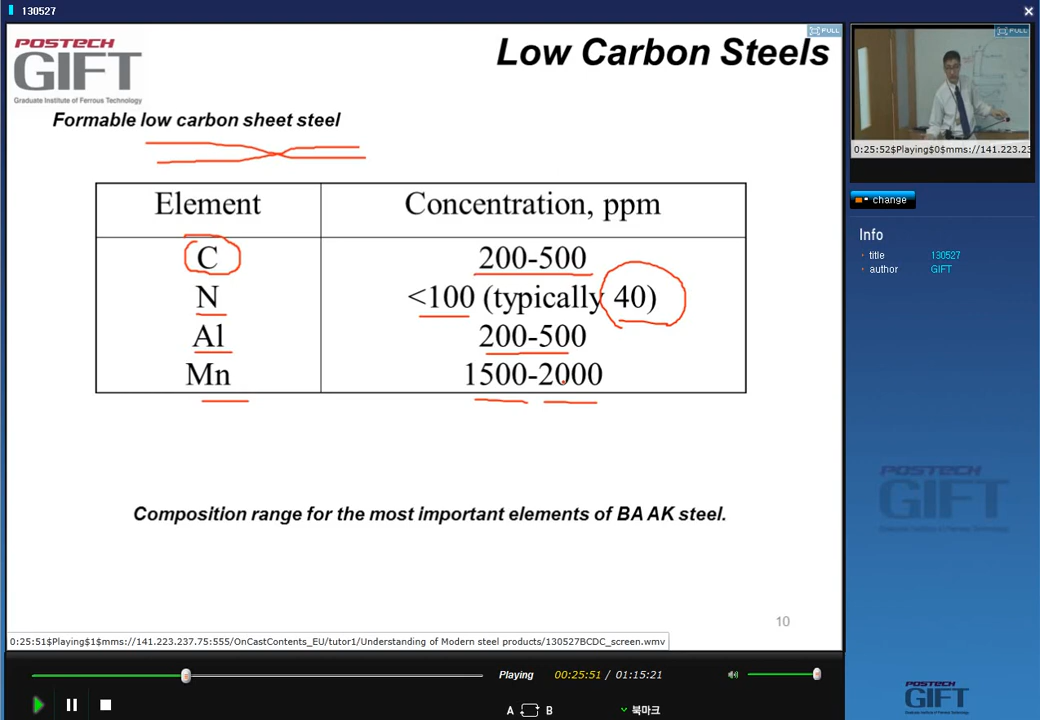 130527
POSTECH
GIFT
Graduate Institute of Ferrous Technology
Low Carbon Steels
FULL
Formable low carbon sheet steel
Element Concentration, ppm
C 200-500
N <100 (typically 40)
Al 200-500
Mn 1500-2000
Composition range for the most important elements of BA AK steel.
10
0:25:51$Playing$1$mms://141.223.237.75:555/OnCastContents_EU/tutor1/Understanding of Modern steel products/130527BCDC_screen.wmv
Playing 00:25:51 / 01:15:21
A B 북마크
FULL
0:25:52$Playing$0$mms://141.223.23
change
Info
title 130527
author GIFT
POSTECH
GIFT
POSTECH
GIFT